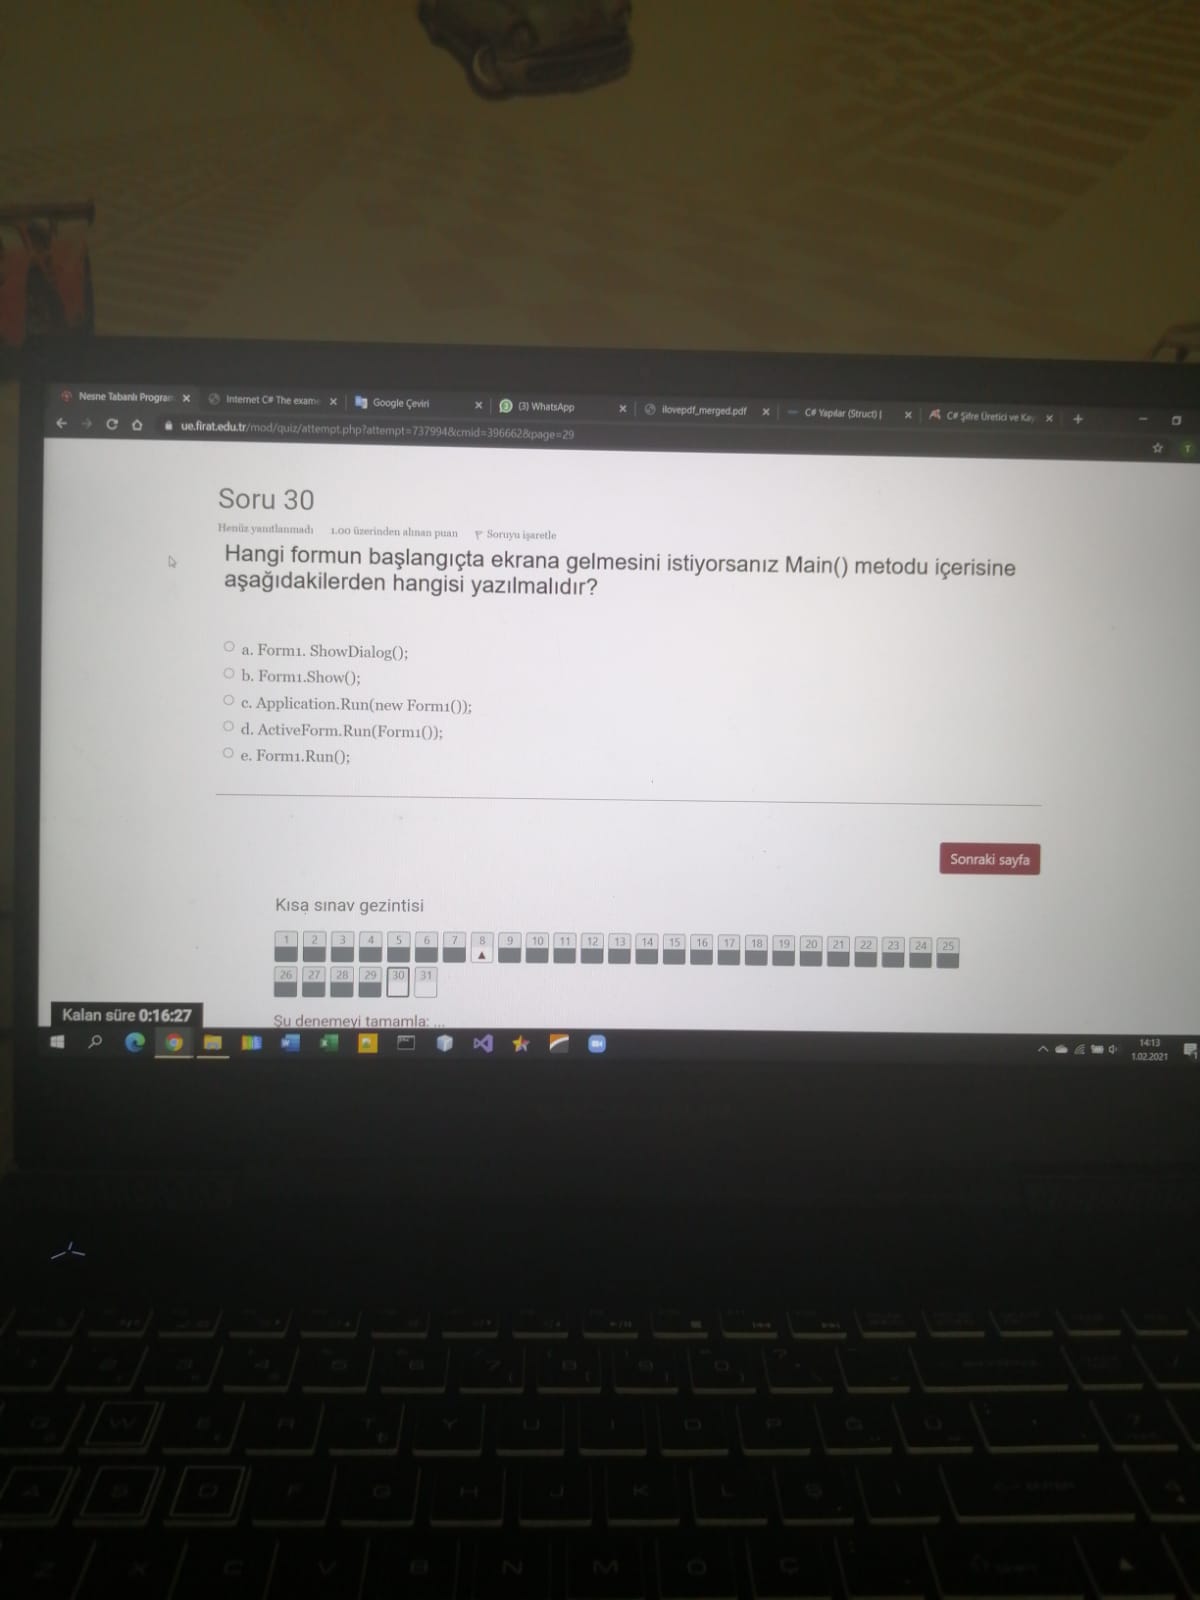 Nesne Tabanlı Program
Internet C# The exam
Google Çeviri
(3) WhatsApp
ilovepdf_merged.pdf
C# Yapılar (Struct) |
C# Şifre Üretici ve Kay
ue.firat.edu.tr/mod/quiz/attempt.php?attempt=737994&cmid=396662&page=29
Soru 30
Henüz yanıtlanmadı 1.00 üzerinden alınan puan Soruyu işaretle
Hangi formun başlangıçta ekrana gelmesini istiyorsanız Main() metodu içerisine
aşağıdakilerden hangisi yazılmalıdır?
a. Form1. ShowDialog();
b. Form1.Show();
c. Application.Run(new Form1());
d. ActiveForm.Run(Form1());
e. Form1.Run();
Sonraki sayfa
Kısa sınav gezintisi
1 2 3 4 5 6 7 8 9 10 11 12 13 14 15 16 17 18 19 20 21 22 23 24 25
26 27 28 29 30 31
Kalan süre 0:16:27
Şu denemeyi tamamla: ...
14:13
1.02.2021